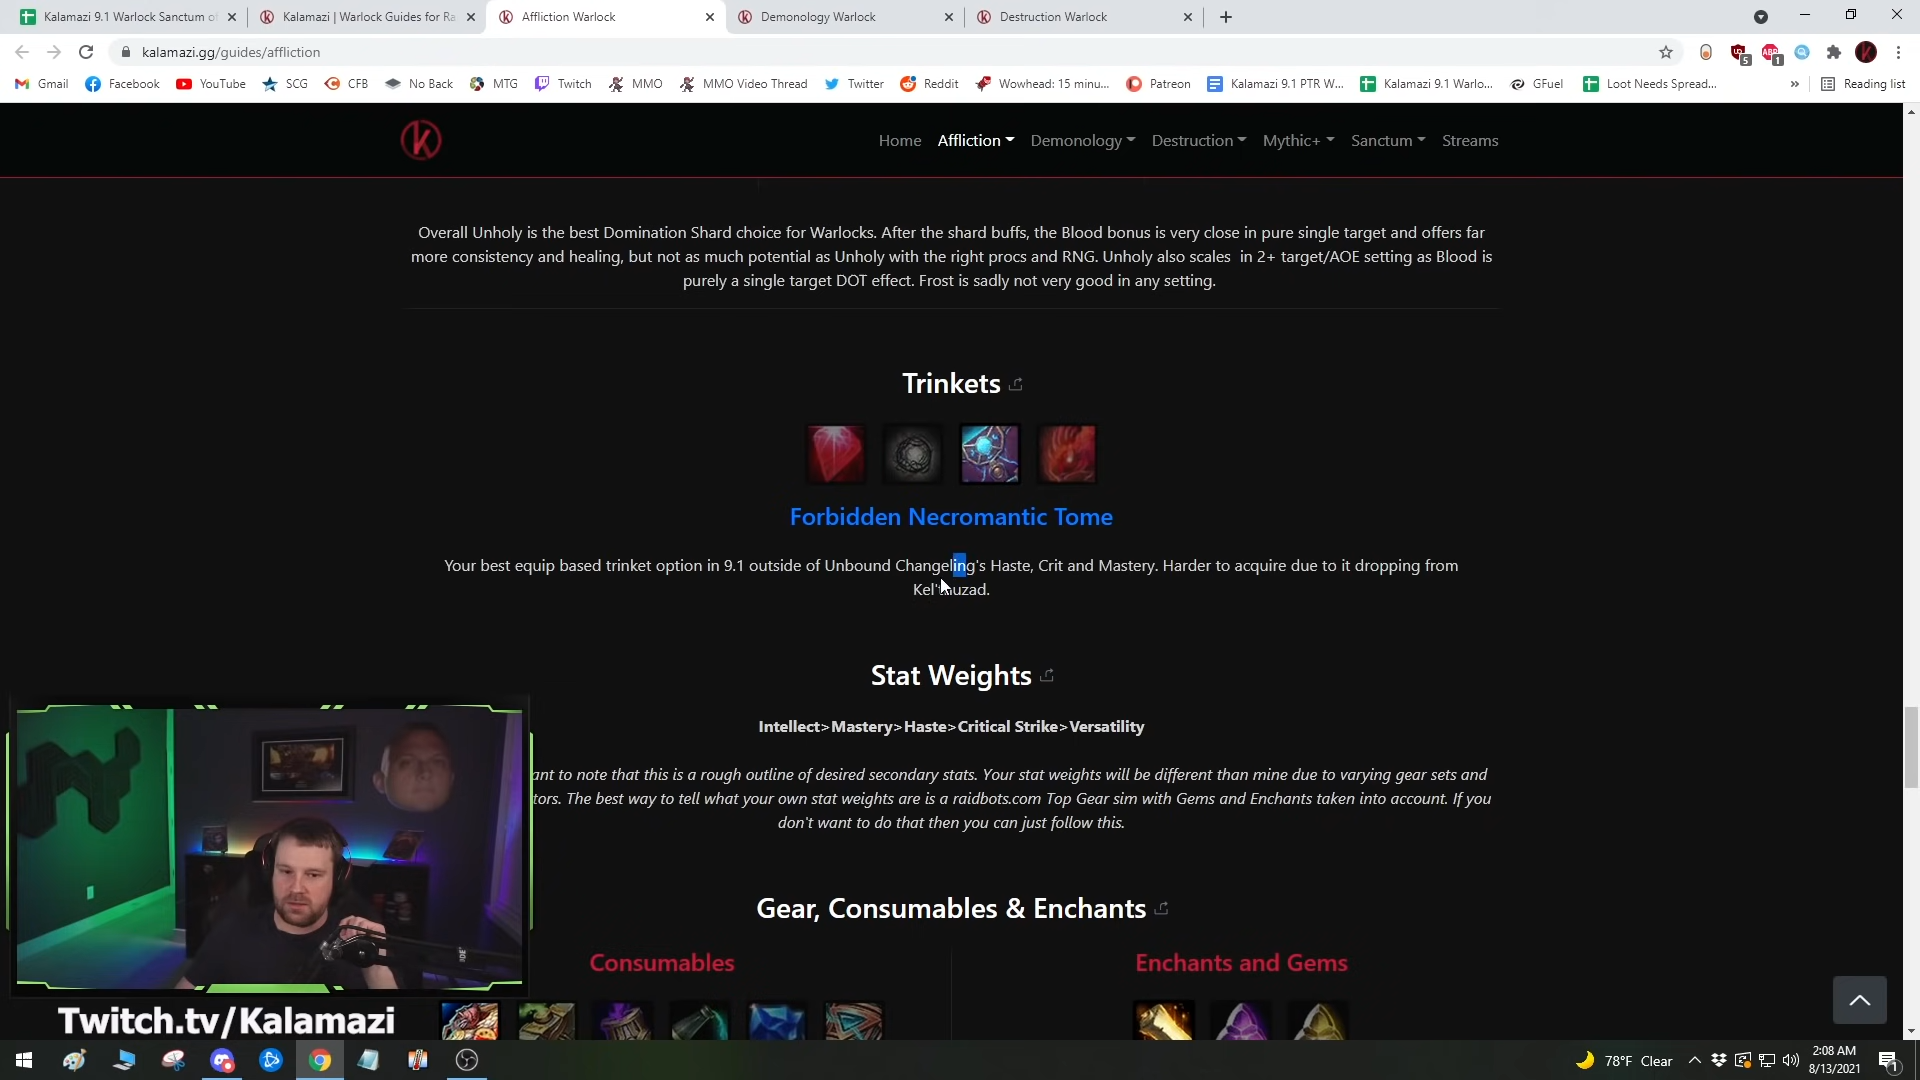 Kalamazi 9.1 Warlock Sanctum of
Kalamazi | Warlock Guides for Ra
Affliction Warlock
Demonology Warlock
Destruction Warlock
kalamazi.gg/guides/affliction
5
1
Gmail
Facebook
YouTube
SCG
CFB
No Back
MTG
Twitch
MMO
MMO Video Thread
Twitter
Reddit
Wowhead: 15 minu...
Patreon
Kalamazi 9.1 PTR W...
Kalamazi 9.1 Warlo...
GFuel
Loot Needs Spread...
»
Reading list
Home
Affliction
Demonology
Destruction
Mythic+
Sanctum
Streams
Overall Unholy is the best Domination Shard choice for Warlocks. After the shard buffs, the Blood bonus is very close in pure single target and offers far
more consistency and healing, but not as much potential as Unholy with the right procs and RNG. Unholy also scales in 2+ target/AOE setting as Blood is
purely a single target DOT effect. Frost is sadly not very good in any setting.
Trinkets
Forbidden Necromantic Tome
Your best equip based trinket option in 9.1 outside of Unbound Changeling's Haste, Crit and Mastery. Harder to acquire due to it dropping from
Stat Weights
Intellect>Mastery>Haste>Critical Strike>Versatility
to note that this is a rough outline of desired secondary stats. Your stat weights will be different than mine due to varying gear sets and
The best way to tell what your own stat weights are is a raidbots.com Top Gear sim with Gems and Enchants taken into account. If you
don't want to do that then you can just follow this.
Gear, Consumables & Enchants
Consumables
Enchants and Gems
Twitch.tv/Kalamazi
78°F Clear
2:08 AM
8/13/2021
1